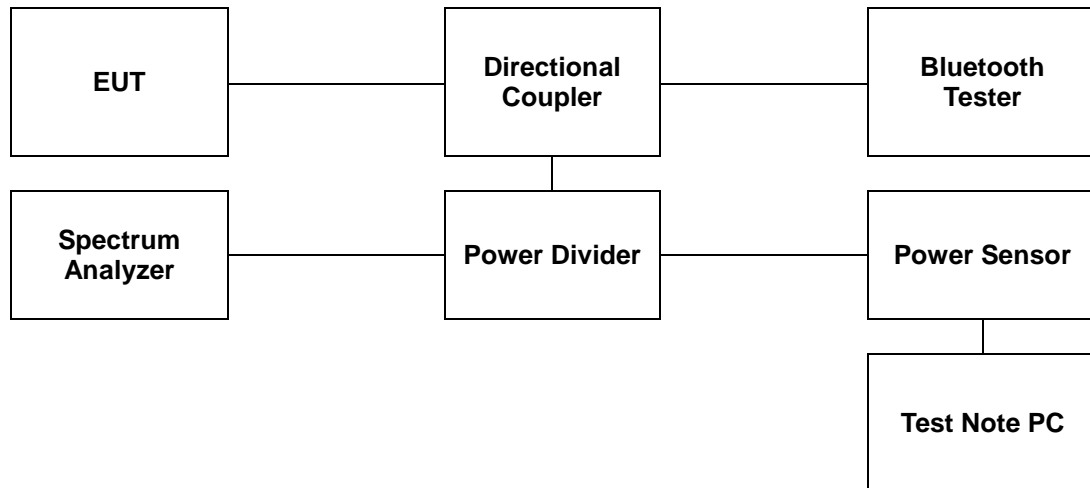 EUT
Directional
Coupler
Bluetooth
Tester
Spectrum
Analyzer
Power Divider
Power Sensor
Test Note PC